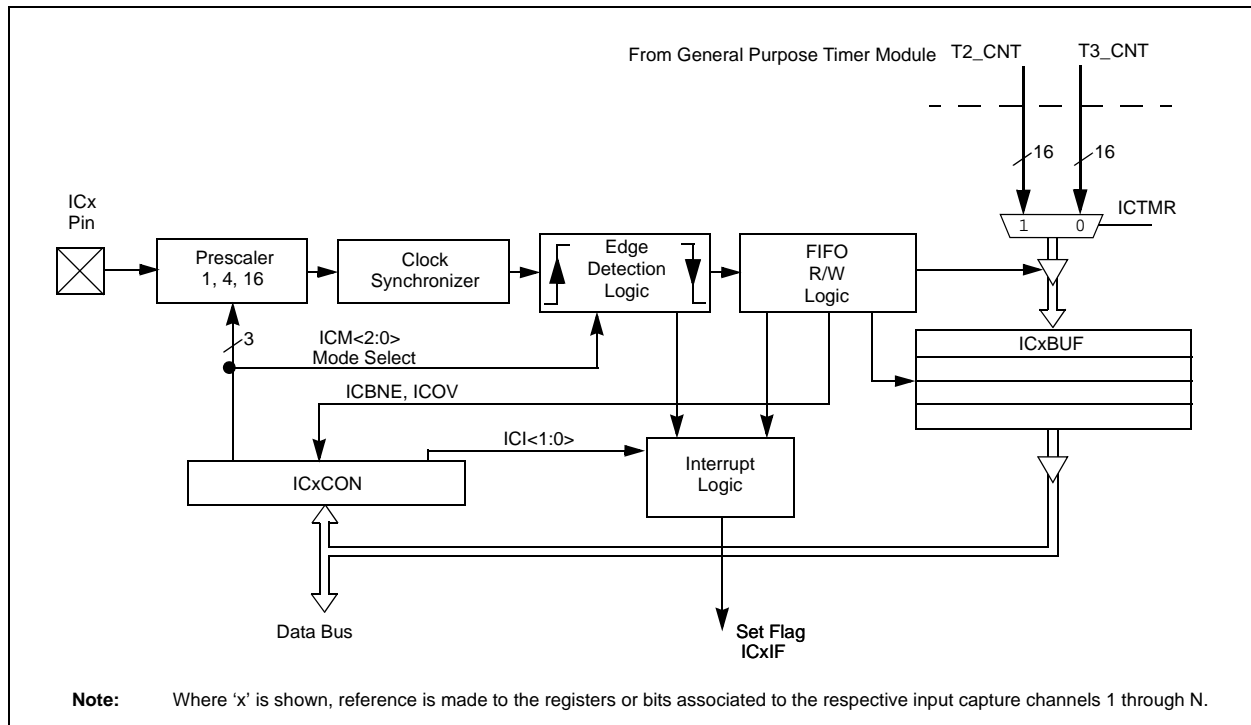 From General Purpose Timer Module
T2_CNT
T3_CNT
16
16
ICx
Pin
ICTMR
1
0
Prescaler
1, 4, 16
Clock
Synchronizer
Edge
Detection
Logic
FIFO
R/W
Logic
3
ICM<2:0>
Mode Select
ICxBUF
ICBNE, ICOV
ICI<1:0>
Interrupt
Logic
ICxCON
Data Bus
Set Flag
ICxIF
Note: Where ‘x’ is shown, reference is made to the registers or bits associated to the respective input capture channels 1 through N.